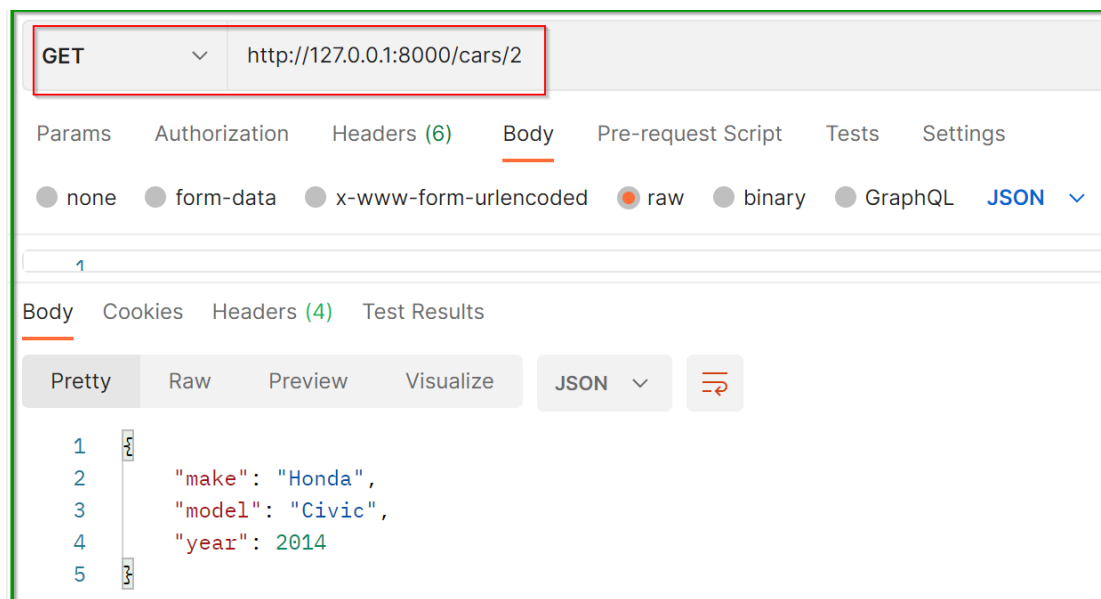 GET http://127.0.0.1:8000/cars/2
Params Authorization Headers (6) Body Pre-request Script Tests Settings
none form-data x-www-form-urlencoded raw binary GraphQL JSON
1
Body Cookies Headers (4) Test Results
Pretty Raw Preview Visualize JSON
1 {
2 "make": "Honda",
3 "model": "Civic",
4 "year": 2014
5 }